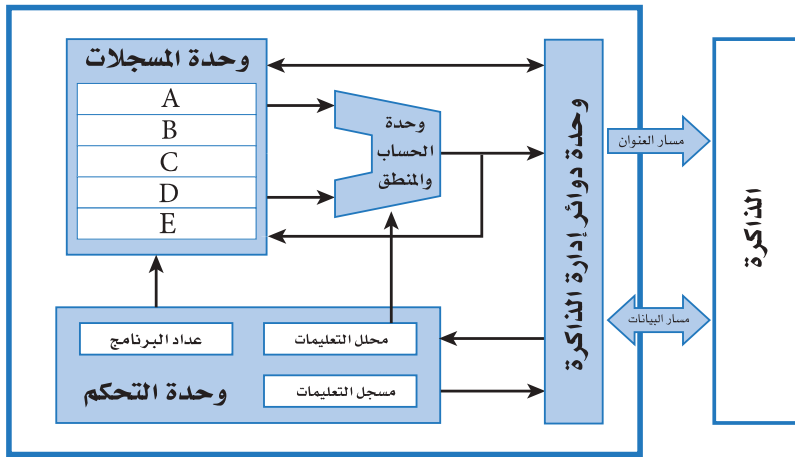 وحدة المسجلات
A
B
C
D
E
وحدة
الحساب
والمنطق
وحدة دوائر إدارة الذاكرة
مسار العنوان
مسار البيانات
الذاكرة
عداد البرنامج
محلل التعليمات
مسجل التعليمات
وحدة التحكم